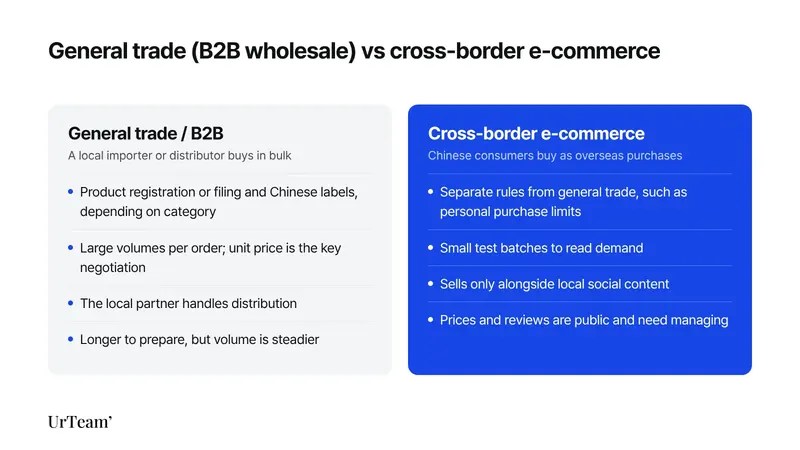 General trade (B2B wholesale) vs cross-border e-commerce
General trade / B2B
A local importer or distributor buys in bulk
Product registration or filing and Chinese labels,
depending on category
Large volumes per order; unit price is the key
negotiation
The local partner handles distribution
Longer to prepare, but volume is steadier
Cross-border e-commerce
Chinese consumers buy as overseas purchases
Separate rules from general trade, such as
personal purchase limits
Small test batches to read demand
Sells only alongside local social content
Prices and reviews are public and need managing
UrTeam’